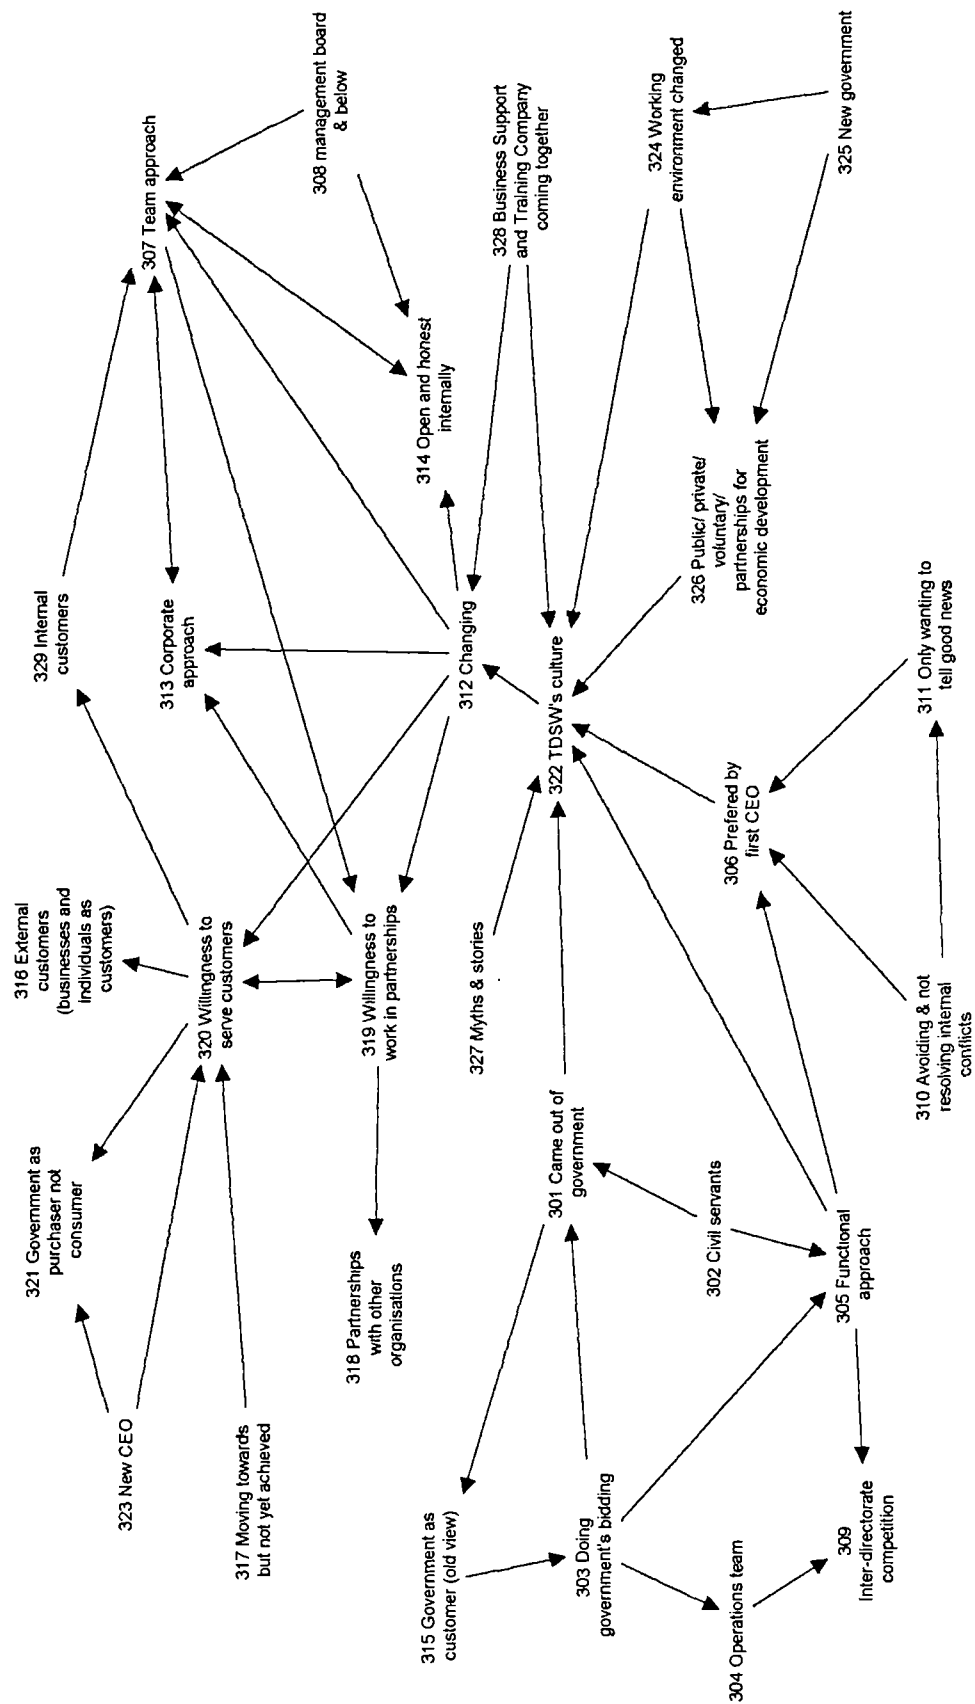 323 New CEO
317 Moving towards
but not yet achieved
321 Government as
purchaser not
consumer
316 External
customers
(businesses and
individuals as
customers)
320 Willingness to
serve customers
329 Internal
customers
313 Corporate
approach
307 Team approach
308 management board
& below
318 Partnerships
with other
organisations
319 Willingness to
work in partnerships
314 Open and honest
internally
312 Changing
328 Business Support
and Training Company
coming together
315 Government as
customer (old view)
327 Myths & stories
301 Came out of
government
322 TDSW's culture
303 Doing
government's bidding
324 Working
environment changed
326 Public/ private/
voluntary/
partnerships for
economic development
302 Civil servants
306 Prefered by
first CEO
304 Operations team
305 Functional
approach
325 New government
309
Inter-directorate
competition
310 Avoiding & not
resolving internal
conflicts
311 Only wanting to
tell good news